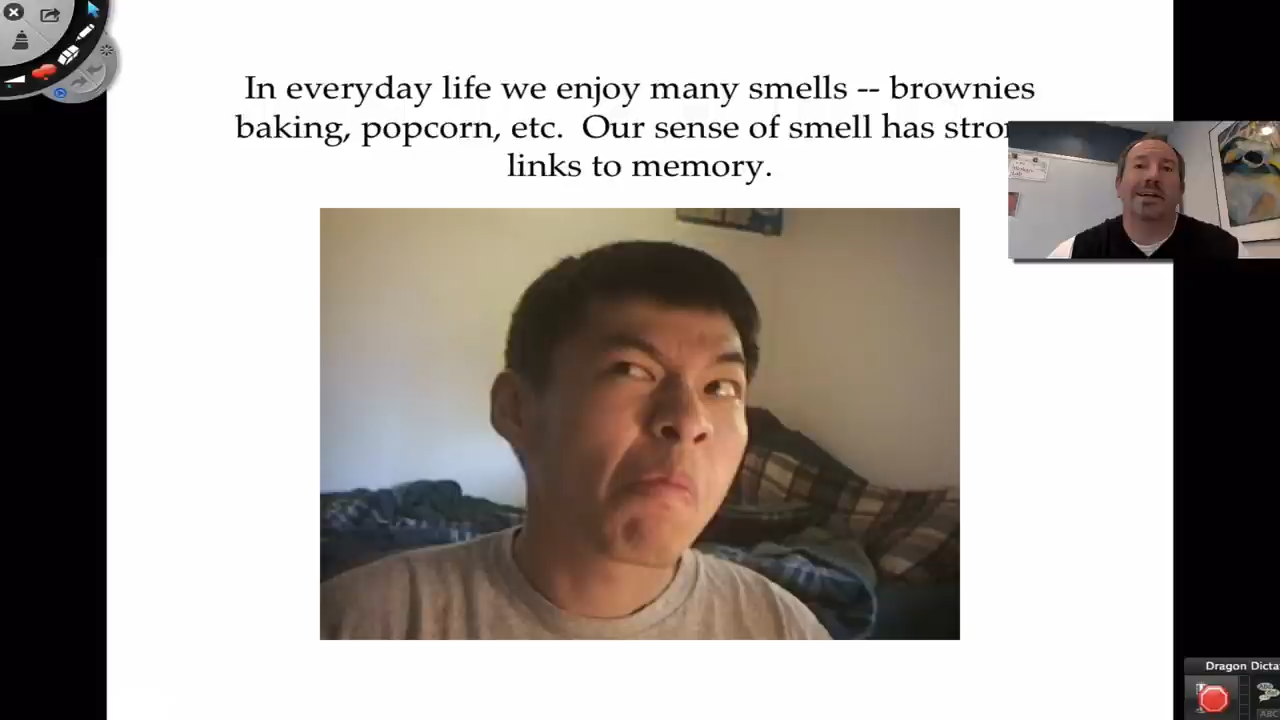 In everyday life we enjoy many smells -- brownies
baking, popcorn, etc. Our sense of smell has
links to memory.
Dragon Dicta
ABC